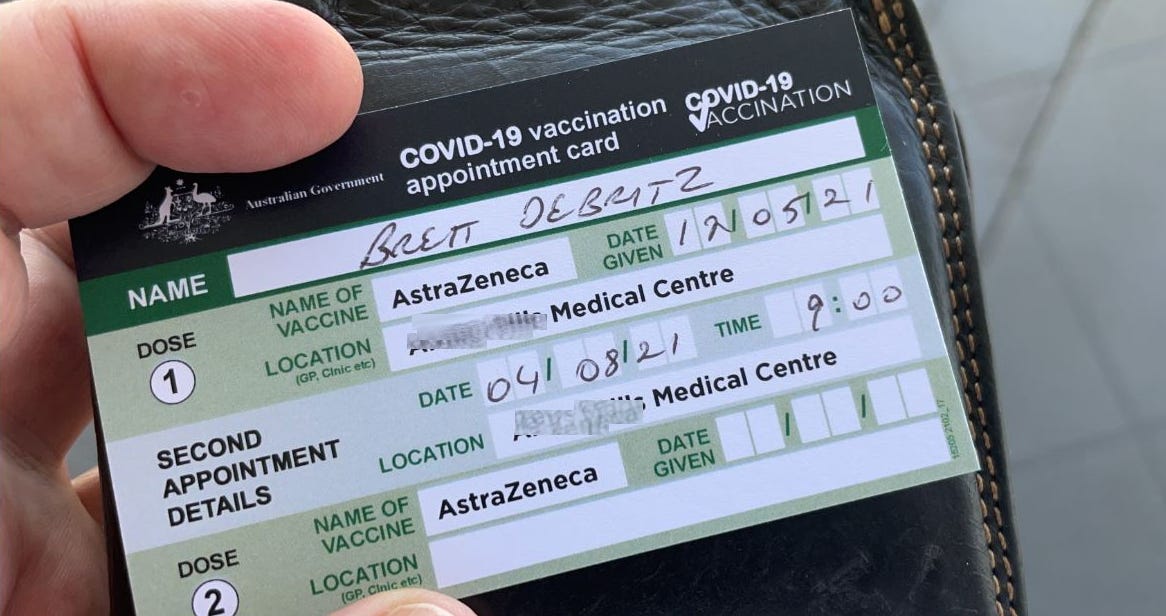 COVID-19 vaccination
appointment card
COVID-19
VACCINATION
Australian Government
NAME BRETT DEBRITZ
DOSE 1
NAME OF VACCINE AstraZeneca
DATE GIVEN 12/05/21
LOCATION (GP, Clnic etc) Medical Centre
SECOND APPOINTMENT DETAILS
DATE 04/08/21 TIME 9:00
LOCATION Medical Centre
DOSE 2
NAME OF VACCINE AstraZeneca
DATE GIVEN / /
LOCATION (GP, Clnic etc)